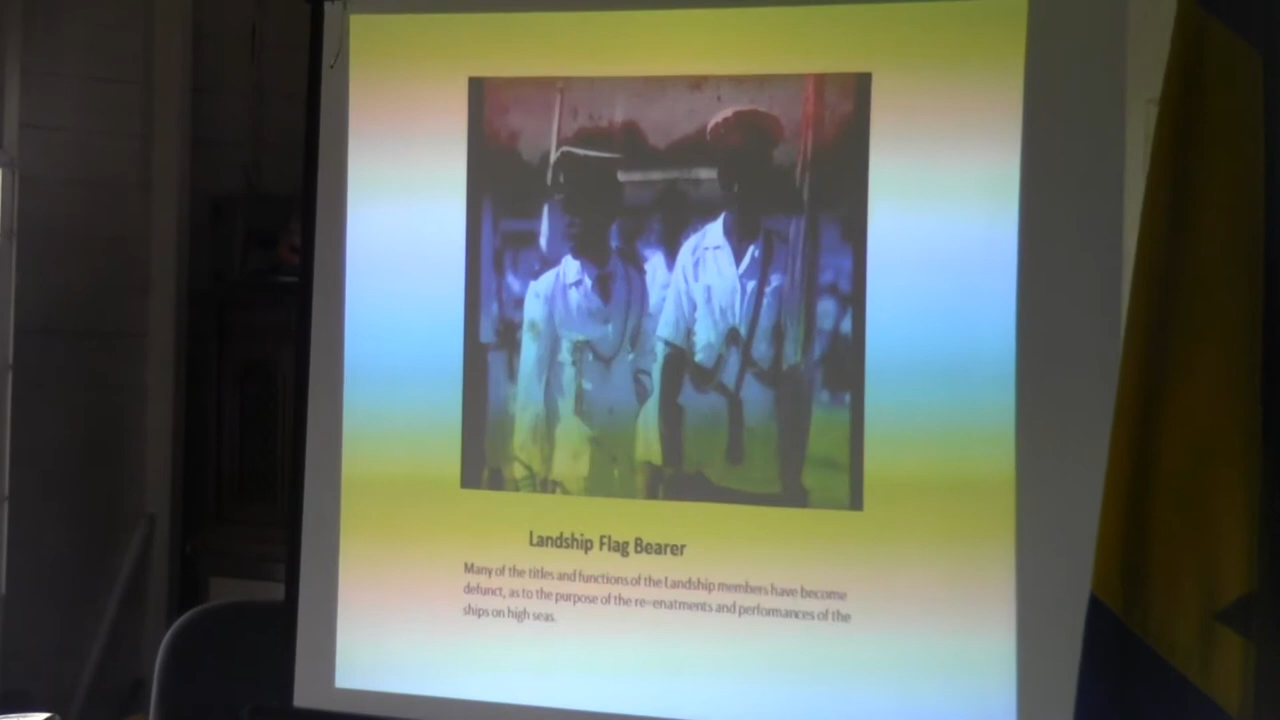 Landship Flag Bearer
Many of the titles and functions of the Landship members have become
defunct, as to the purpose of the re-enatments and performances of the
ships on high seas.